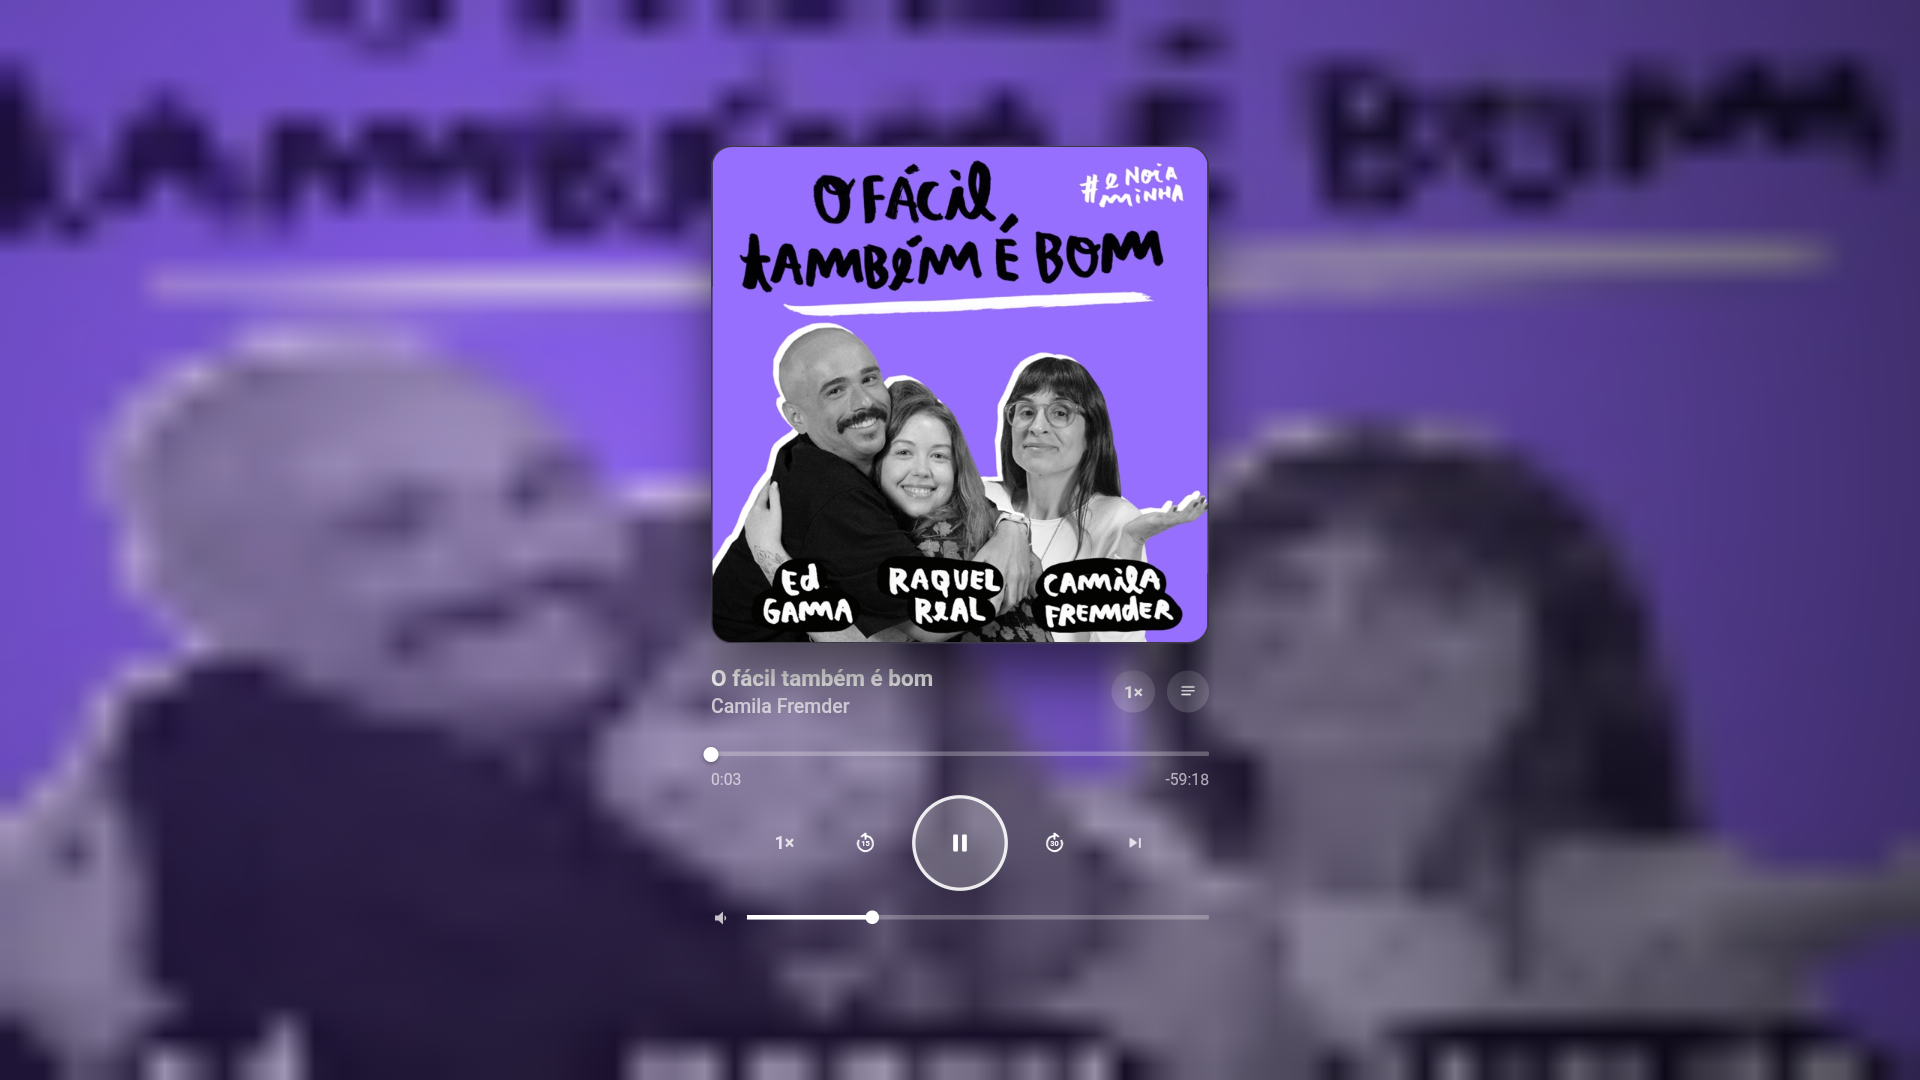 O FÁCIL
TAMBÉM É BOM
#É NOIA
MINHA
Ed
GAMA
RAQUEL
REAL
CAMILA
FREMDER
O fácil também é bom
Camila Fremder
1×
0:03
-59:18
1×
15
30